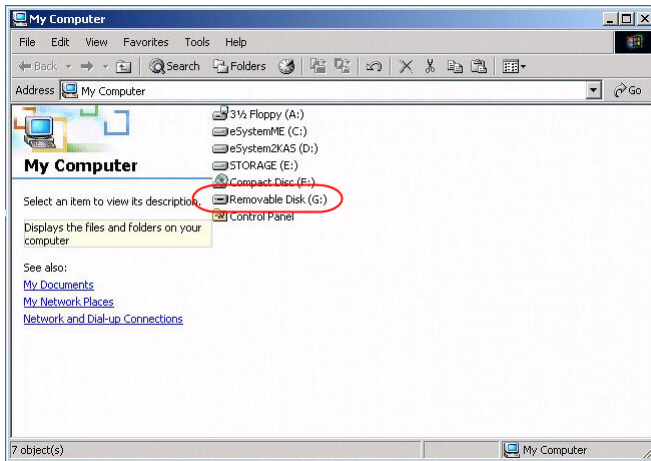 My Computer
File Edit View Favorites Tools Help
Back Search Folders
Address My Computer Go
3½ Floppy (A:)
eSystemME (C:)
eSystem2KAS (D:)
STORAGE (E:)
Compact Disc (F:)
Removable Disk (G:)
Control Panel
My Computer
Select an item to view its description.
Displays the files and folders on your
computer
See also:
My Documents
My Network Places
Network and Dial-up Connections
7 object(s) My Computer